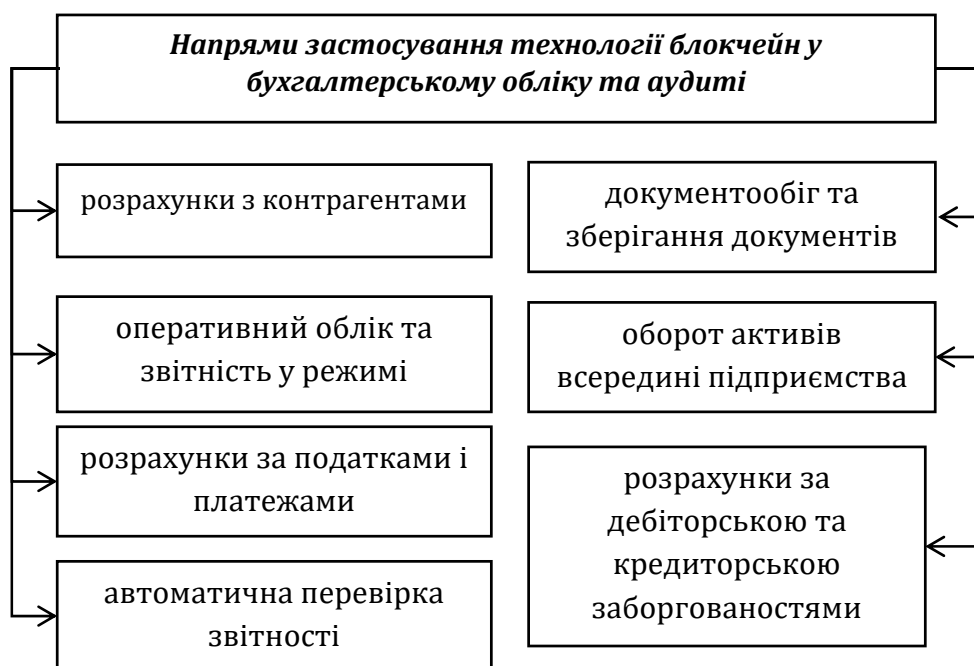 Напрями застосування технології блокчейн у
бухгалтерському обліку та аудиті
розрахунки з контрагентами
оперативний облік та
звітність у режимі
розрахунки за податками і
платежами
автоматична перевірка
звітності
документообіг та
зберігання документів
оборот активів
всередині підприємства
розрахунки за
дебіторською та
кредиторською
заборгованостями